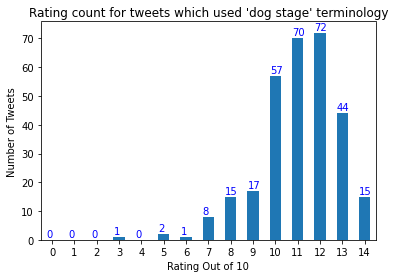 Rating count for tweets which used 'dog stage' terminology
Number of Tweets
70
60
50
40
30
20
10
0
0 0 0 1 0 2 1 8 15 17 57 70 72 44 15
0 1 2 3 4 5 6 7 8 9 10 11 12 13 14
Rating Out of 10